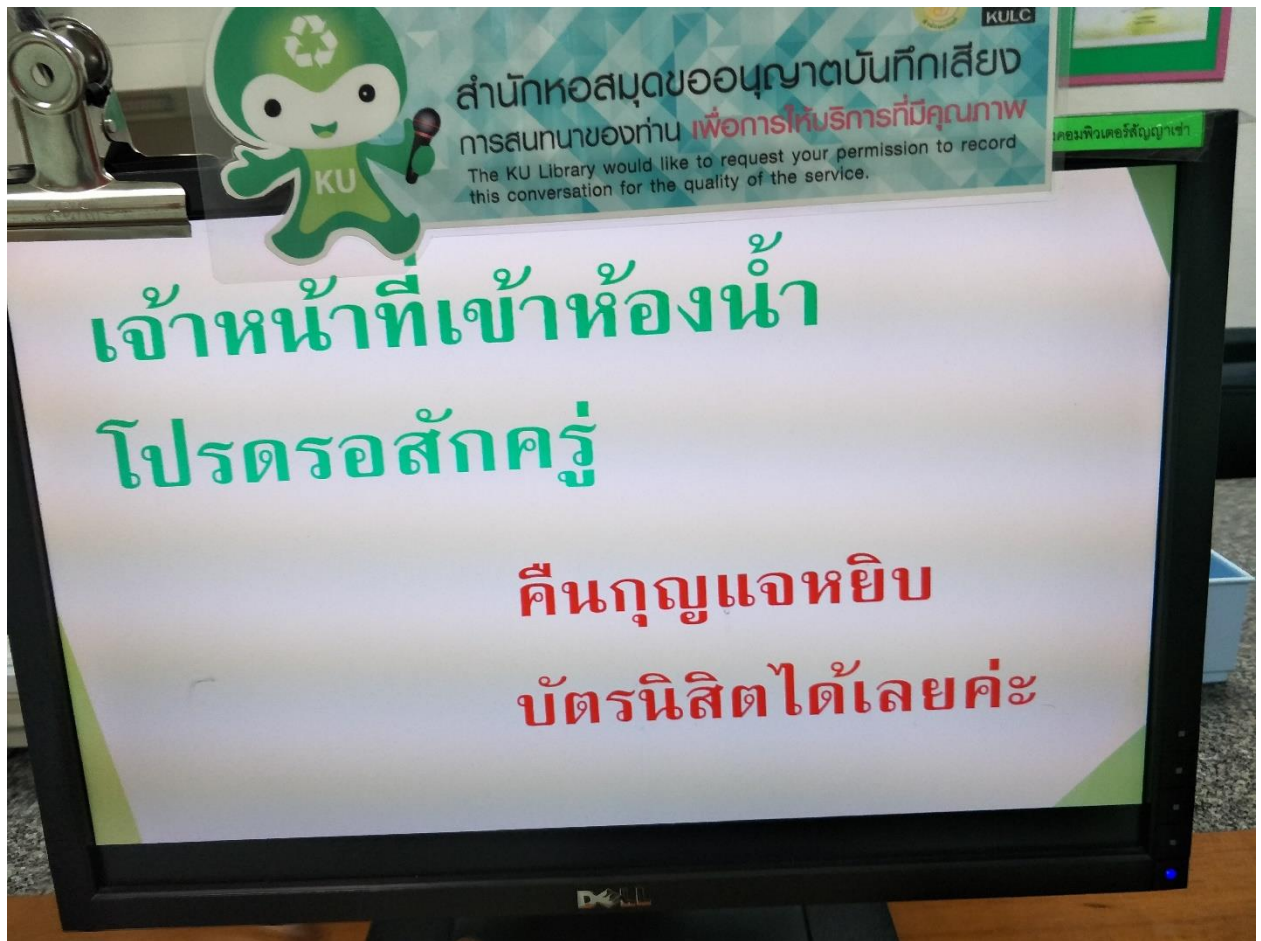 KULC
สำนักหอสมุดขออนุญาตบันทึกเสียง
การสนทนาของท่าน เพื่อการให้บริการที่มีคุณภาพ
The KU Library would like to request your permission to record
this conversation for the quality of the service.
KU
คอมพิวเตอร์สัญญาเช่า
เจ้าหน้าที่เข้าห้องน้ำ
โปรดรอสักครู่
คืนกุญแจหยิบ
บัตรนิสิตได้เลยค่ะ
DELL